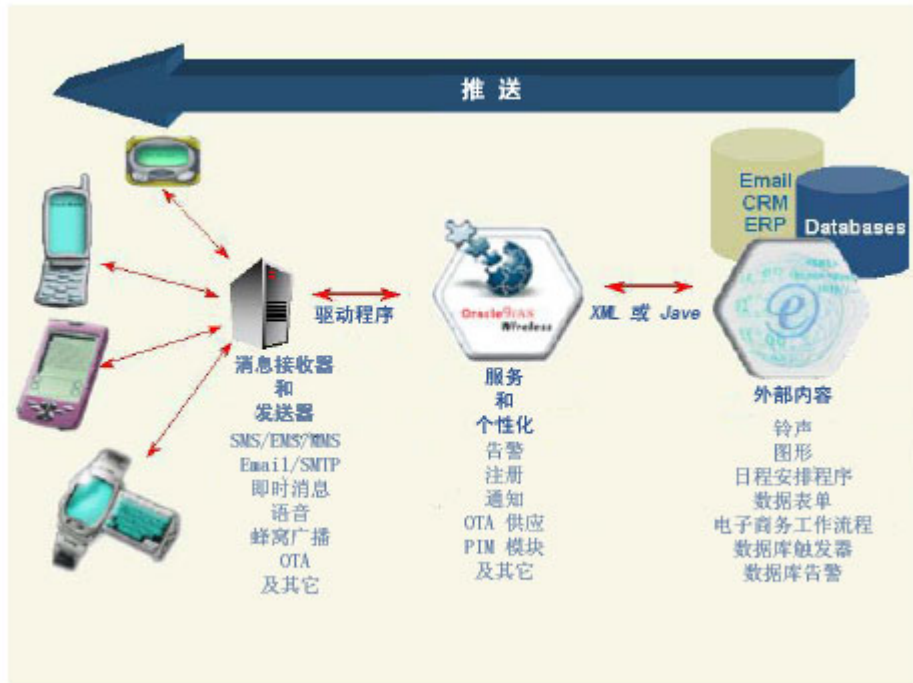 推 送
Email
CRM
ERP
Databases
驱动程序
Oracle9iAS
Wireless
XML 或 Jave
消息接收器
和
发送器
SMS/EMS/MMS
Email/SMTP
即时消息
语音
蜂窝广播
OTA
及其它
服务
和
个性化
告警
注册
通知
OTA 供应
PIM 模块
及其它
外部内容
铃声
图形
日程安排程序
数据表单
电子商务工作流程
数据库触发器
数据库告警